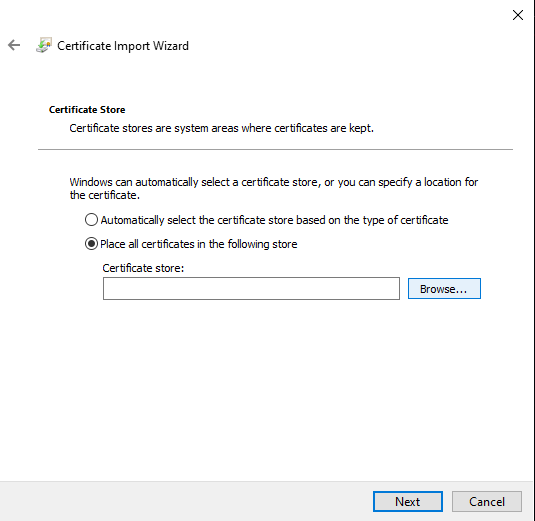 Certificate Import Wizard
Certificate Store
Certificate stores are system areas where certificates are kept.
Windows can automatically select a certificate store, or you can specify a location for
the certificate.
Automatically select the certificate store based on the type of certificate
Place all certificates in the following store
Certificate store:
Browse...
Next
Cancel